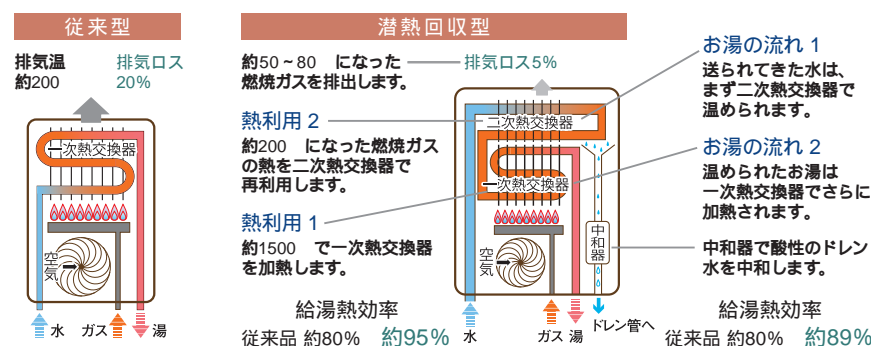 従来型
排気温
約200
排気ロス
20%
一次熱交換器
空気
水 ガス 湯
潜熱回収型
約50~80 になった
燃焼ガスを排出します。
排気ロス5%
熱利用 2
約200 になった燃焼ガス
の熱を二次熱交換器で
再利用します。
熱利用 1
約1500 で一次熱交換器
を加熱します。
二次熱交換器
一次熱交換器
空気
中和器
水 ガス 湯 ドレン管へ
お湯の流れ 1
送られてきた水は、
まず二次熱交換器で
温められます。
お湯の流れ 2
温められたお湯は
一次熱交換器でさらに
加熱されます。
中和器で酸性のドレン
水を中和します。
給湯熱効率
従来品 約80% 約95%
給湯熱効率
従来品 約80% 約89%